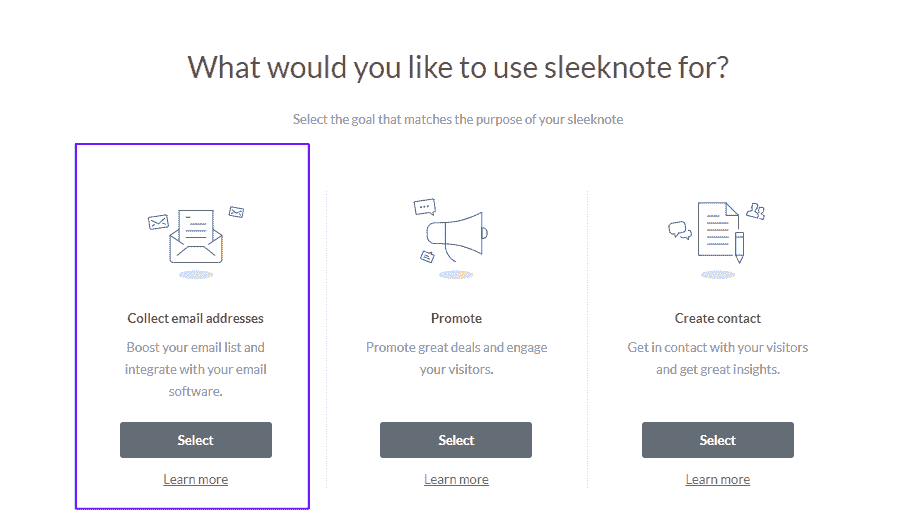 What would you like to use sleeknote for?
Select the goal that matches the purpose of your sleeknote
Collect email addresses
Boost your email list and
integrate with your email
software.
Select
Learn more
Promote
Promote great deals and engage
your visitors.
Select
Learn more
Create contact
Get in contact with your visitors
and get great insights.
Select
Learn more